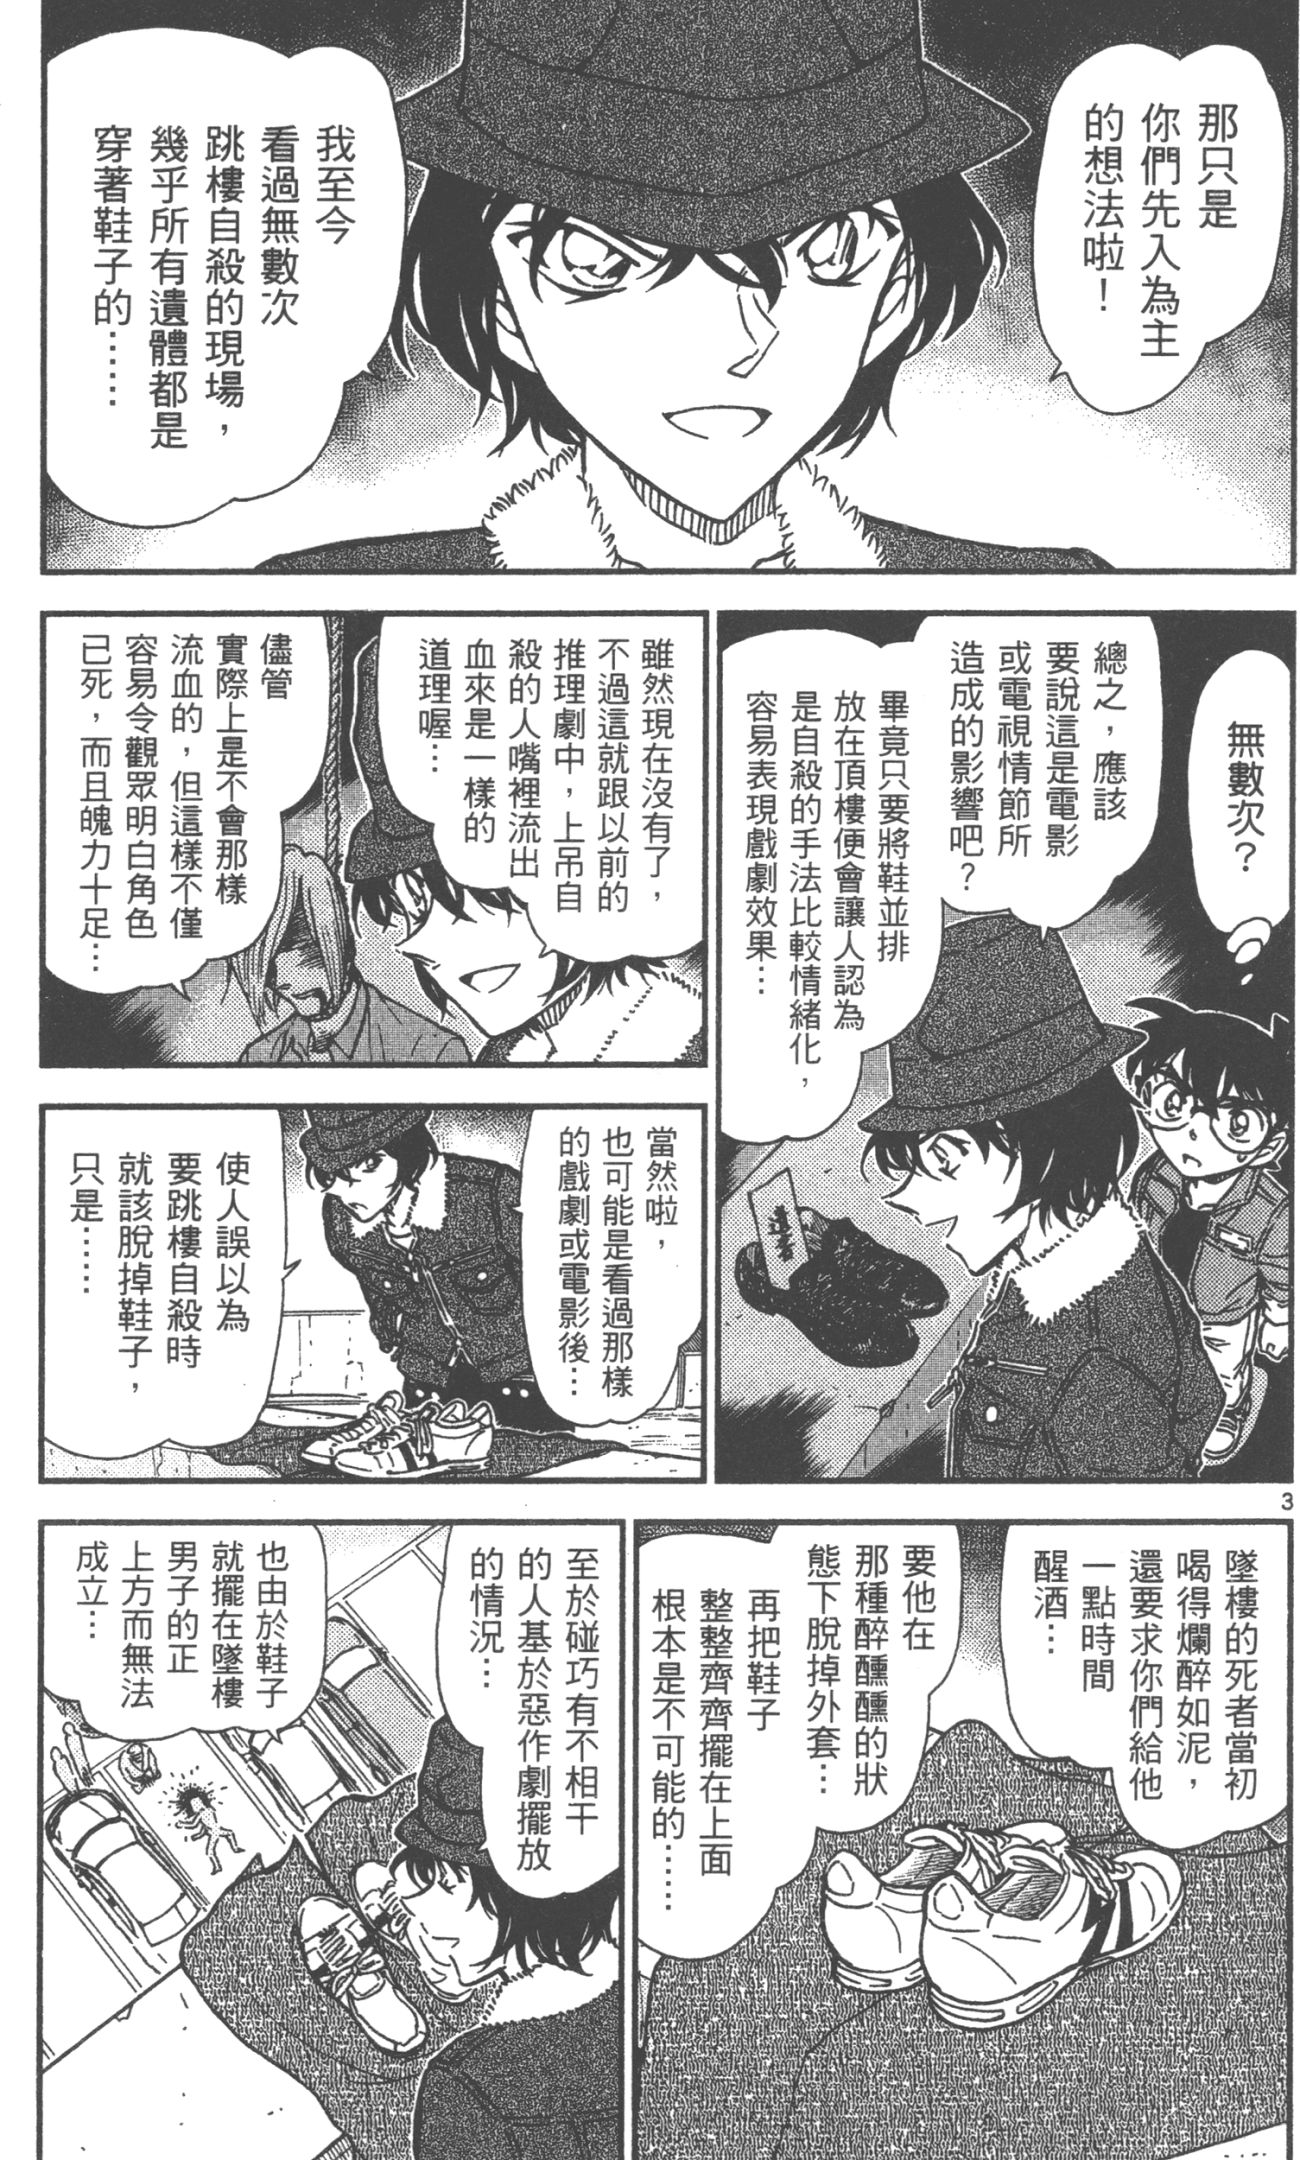 那只是
你們先入為主
的想法啦！
我至今
看過無數次
跳樓自殺的現場，
幾乎所有遺體都是
穿著鞋子的……
無數次？
總之，應該
要說這是電影
或電視情節所
造成的影響吧？
畢竟只要將鞋並排
放在頂樓便會讓人認為
是自殺的手法比較情緒化，
容易表現戲劇效果…
遺書
雖然現在沒有了，
不過這就跟以前的
推理劇中，上吊自
殺的人嘴裡流出
血來是一樣的
道理喔…
儘管
實際上是不會那樣
流血的，但這樣不僅
容易令觀眾明白角色
已死，而且魄力十足…
當然啦，
也可能是看過那樣
的戲劇或電影後…
使人誤以為
要跳樓自殺時
就該脫掉鞋子，
只是……
3
墜樓的死者當初
喝得爛醉如泥，
還要求你們給他
一點時間
醒酒…
要他在
那種醉醺醺的狀
態下脫掉外套…
再把鞋子
整整齊齊擺在上面
根本是不可能的……
至於碰巧有不相干
的人基於惡作劇擺放
的情況…
也由於鞋子
就擺在墜樓
男子的正
上方而無法
成立…